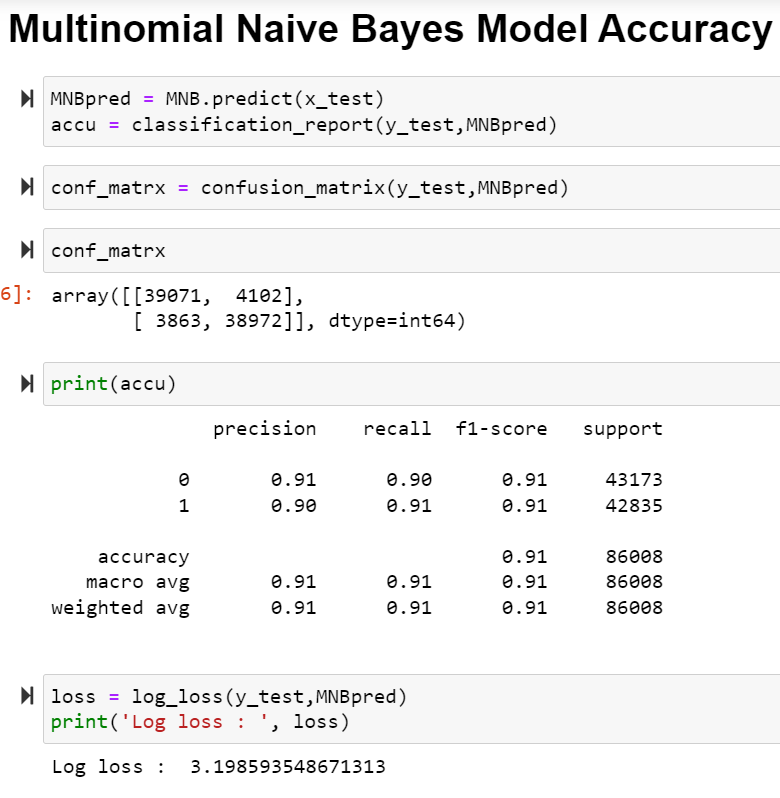 Multinomial Naive Bayes Model Accuracy
MNBpred = MNB.predict(x_test)
accu = classification_report(y_test,MNBpred)
conf_matrx = confusion_matrix(y_test,MNBpred)
conf_matrx
6]: array([[39071,  4102],
       [ 3863, 38972]], dtype=int64)
print(accu)
precision    recall  f1-score   support
0       0.91      0.90      0.91     43173
1       0.90      0.91      0.91     42835
accuracy                           0.91     86008
macro avg       0.91      0.91      0.91     86008
weighted avg       0.91      0.91      0.91     86008
loss = log_loss(y_test,MNBpred)
print('Log loss : ', loss)
Log loss :  3.198593548671313